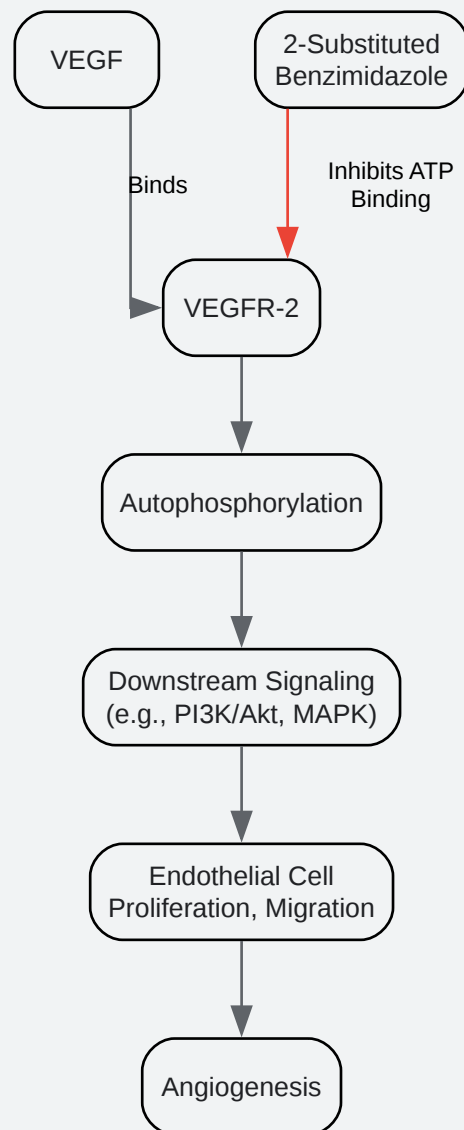 VEGF
2-Substituted
Benzimidazole
Binds
Inhibits ATP
Binding
VEGFR-2
Autophosphorylation
Downstream Signaling
(e.g., PI3K/Akt, MAPK)
Endothelial Cell
Proliferation, Migration
Angiogenesis